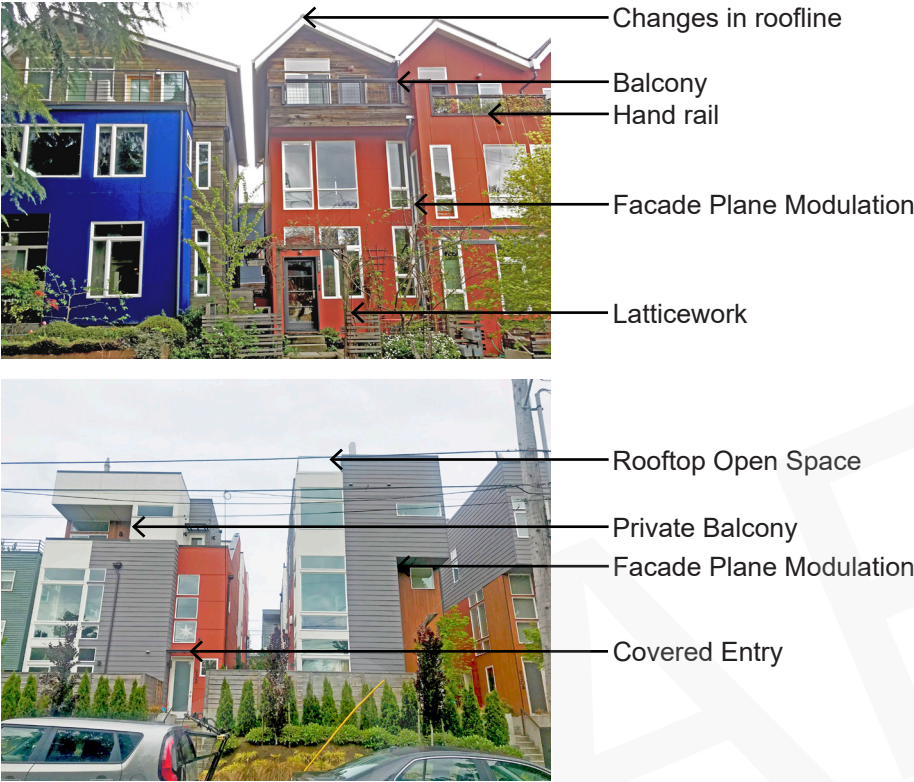 Changes in roofline
Balcony
Hand rail
Facade Plane Modulation
Latticework
Rooftop Open Space
Private Balcony
Facade Plane Modulation
Covered Entry